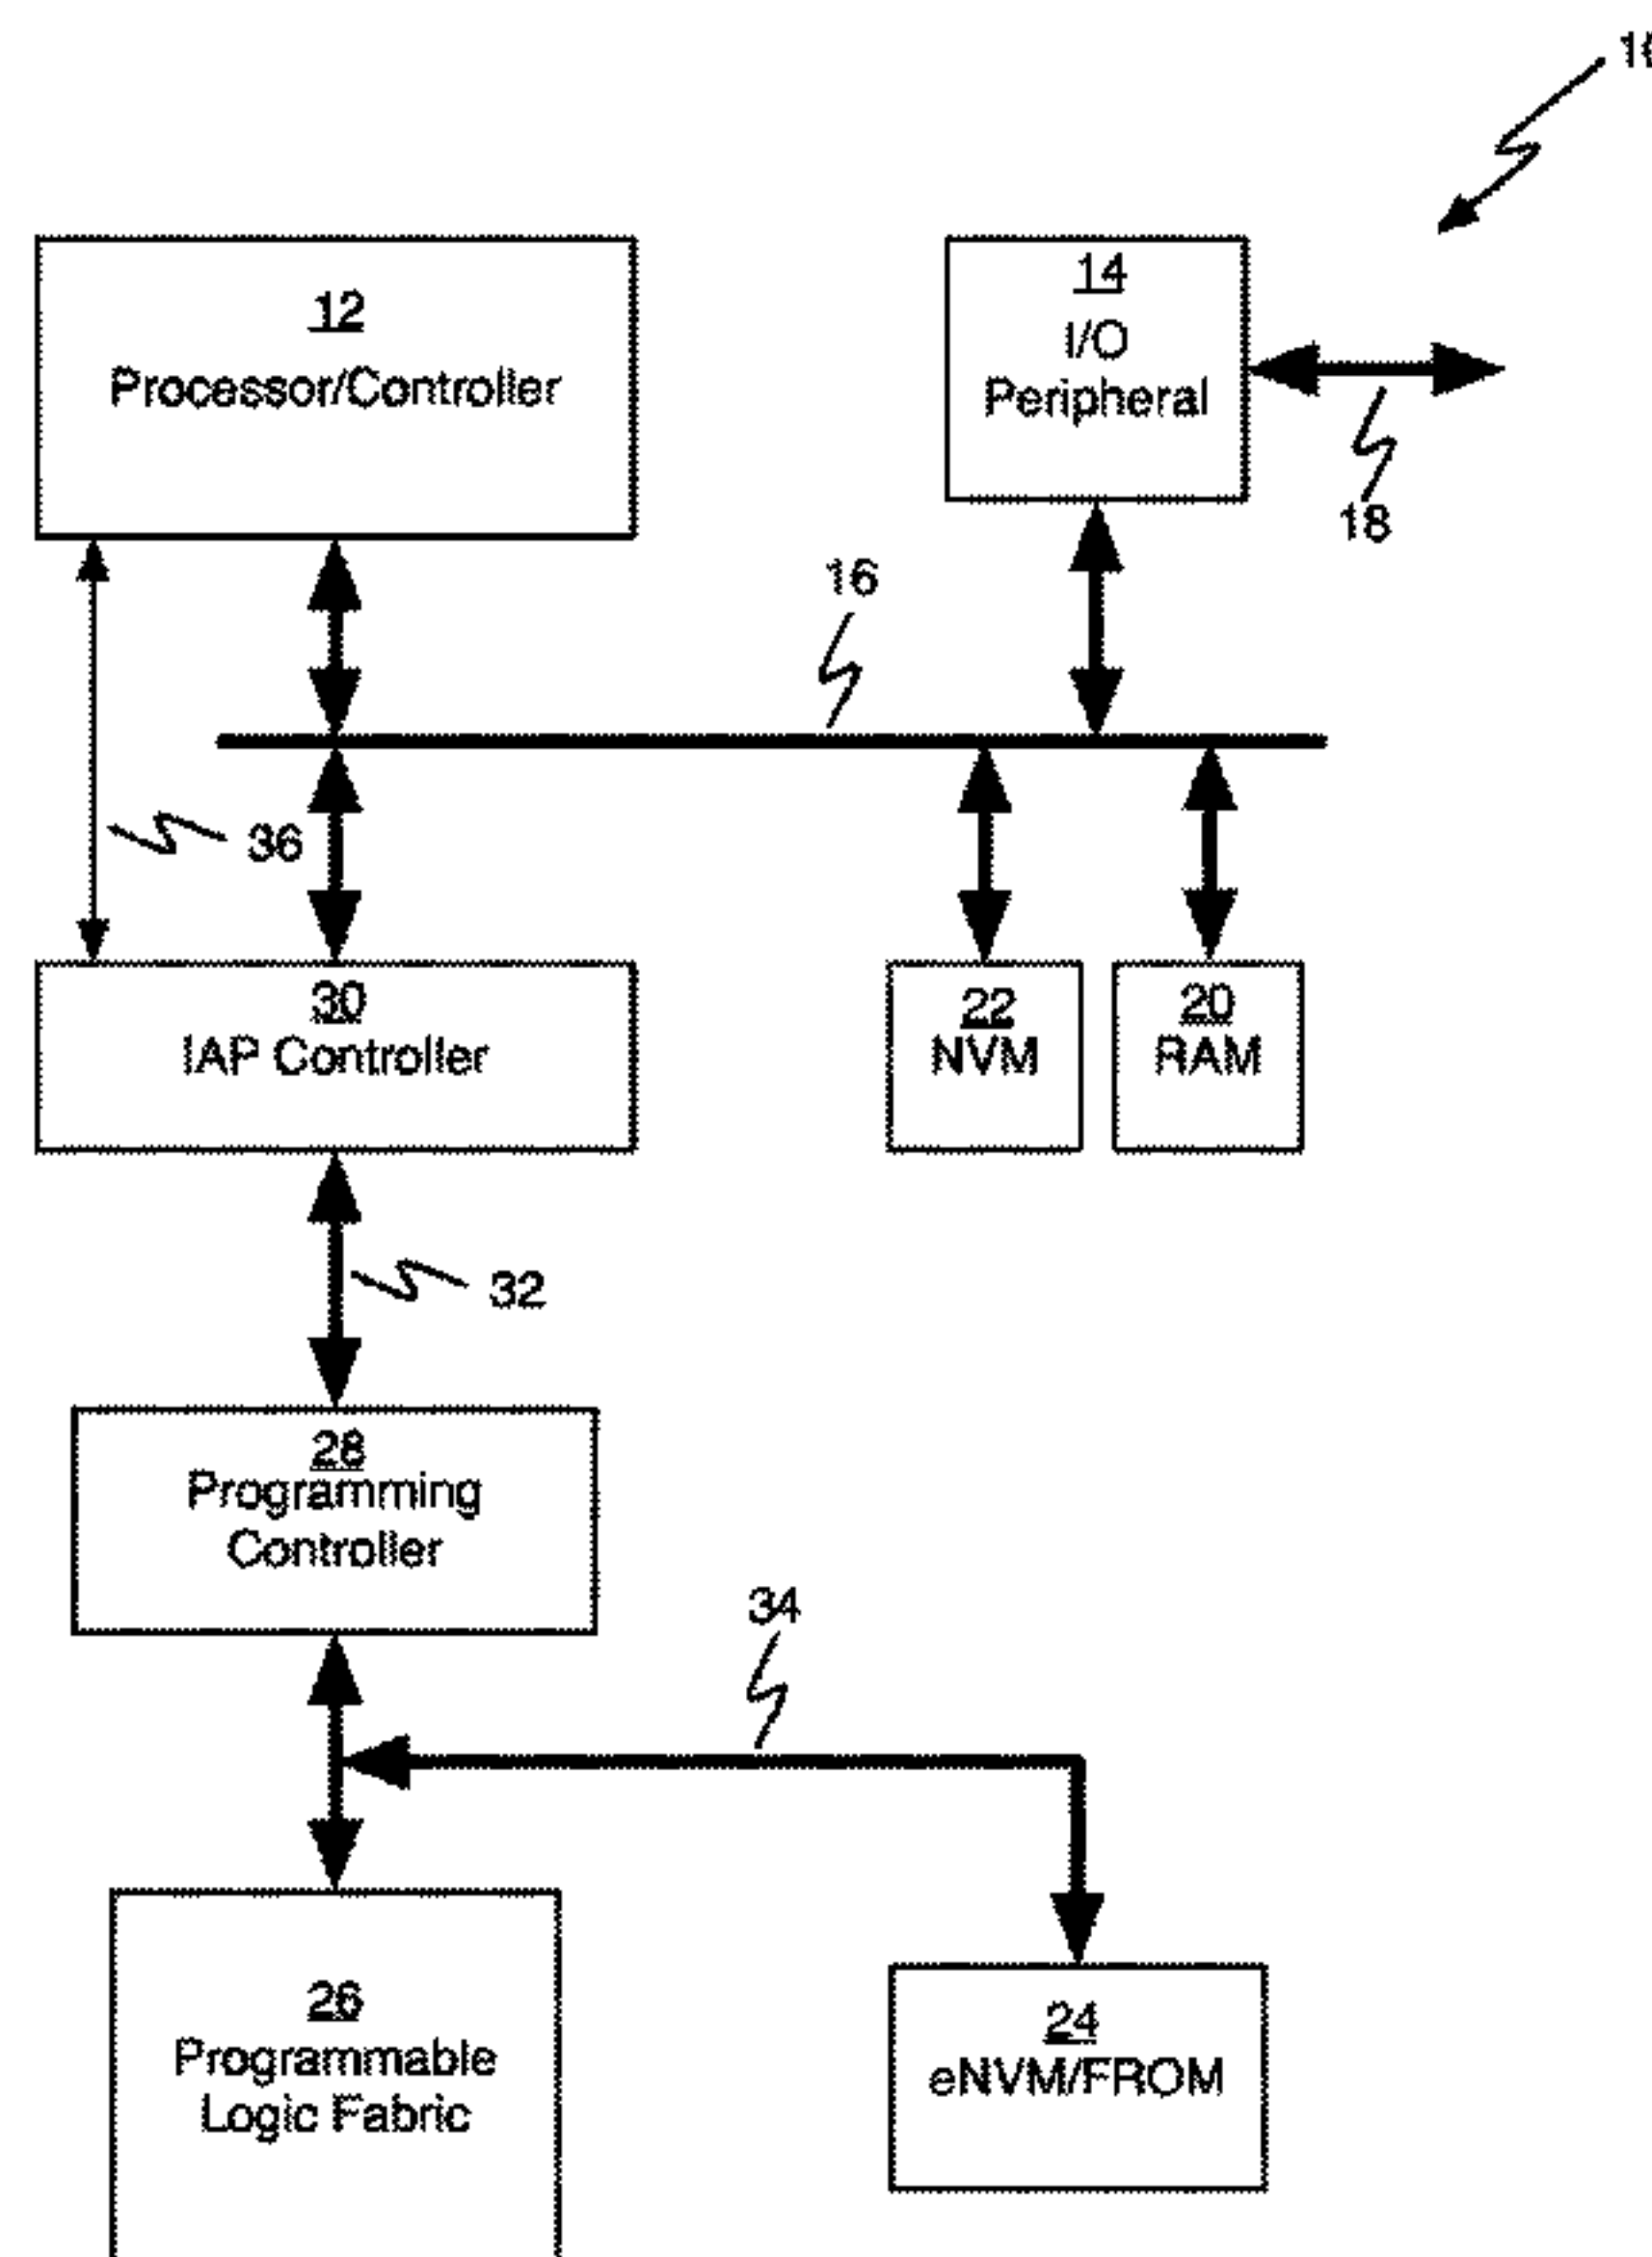 12
Processor/Controller
14
I/O
Peripheral
18
16
36
30
IAP Controller
22
NVM
20
RAM
32
28
Programming
Controller
34
26
Programmable
Logic Fabric
24
eNVM/FROM